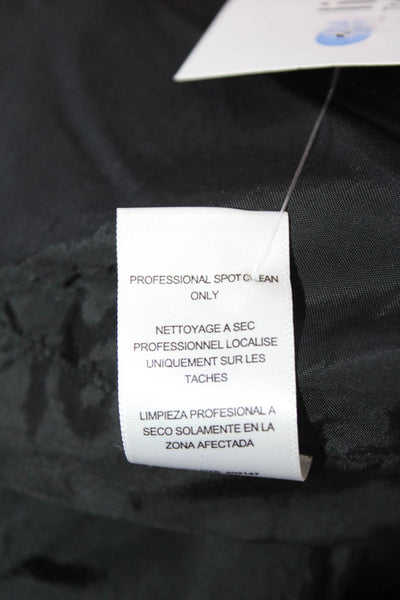 PROFESSIONAL SPOT CLEAN
ONLY
NETTOYAGE A SEC
PROFESSIONNEL LOCALISE
UNIQUEMENT SUR LES
TACHES
LIMPIEZA PROFESIONAL A
SECO SOLAMENTE EN LA
ZONA AFECTADA